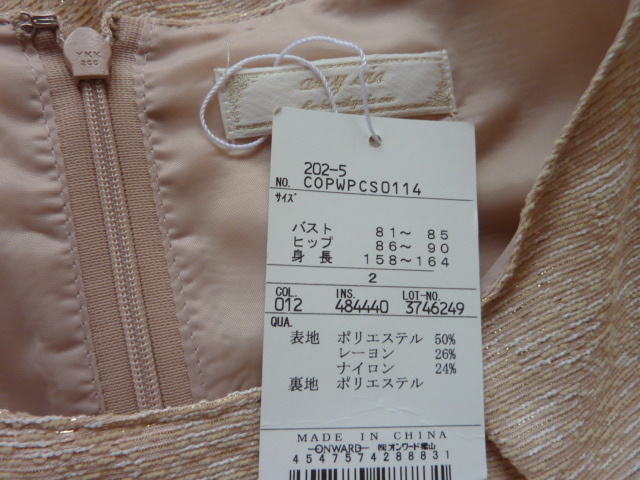 YKK
202-5
NO. COPWPCS0114
サイズ
バスト 81～ 85
ヒップ 86～ 90
身長 158～164
2
COL. INS. LOT-NO.
012 484440 3746249
QUA.
表地 ポリエステル 50%
レーヨン 26%
ナイロン 24%
裏地 ポリエステル
MADE IN CHINA
ONWARD ㈱オンワード樫山
4547574288831